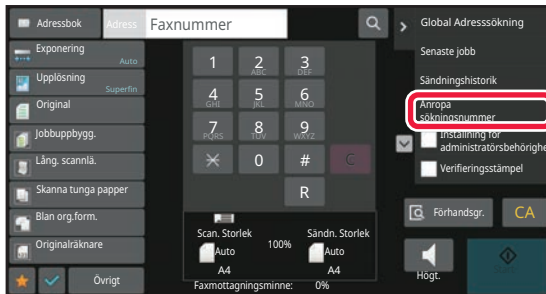 Adressbok
Adress
Faxnummer
Exponering
Auto
Upplösning
Superfin
Original
Jobbuppbygg.
Lång. scannlä.
Skanna tunga papper
Blan org.form.
Originalräknare
Övrigt
1
2
ABC
3
DEF
4
GHI
5
JKL
6
MNO
7
PQRS
8
TUV
9
WXYZ
0
#
C
R
Scan. Storlek
Auto
A4
100%
Sändn. Storlek
Auto
A4
Faxmottagningsminne: 0%
Global Adresssökning
Senaste jobb
Sändningshistorik
Anropa
sökningsnummer
Inställning för
administratörsbehörighe
Verifieringsstämpel
Förhandsgr.
CA
Högt.
Start